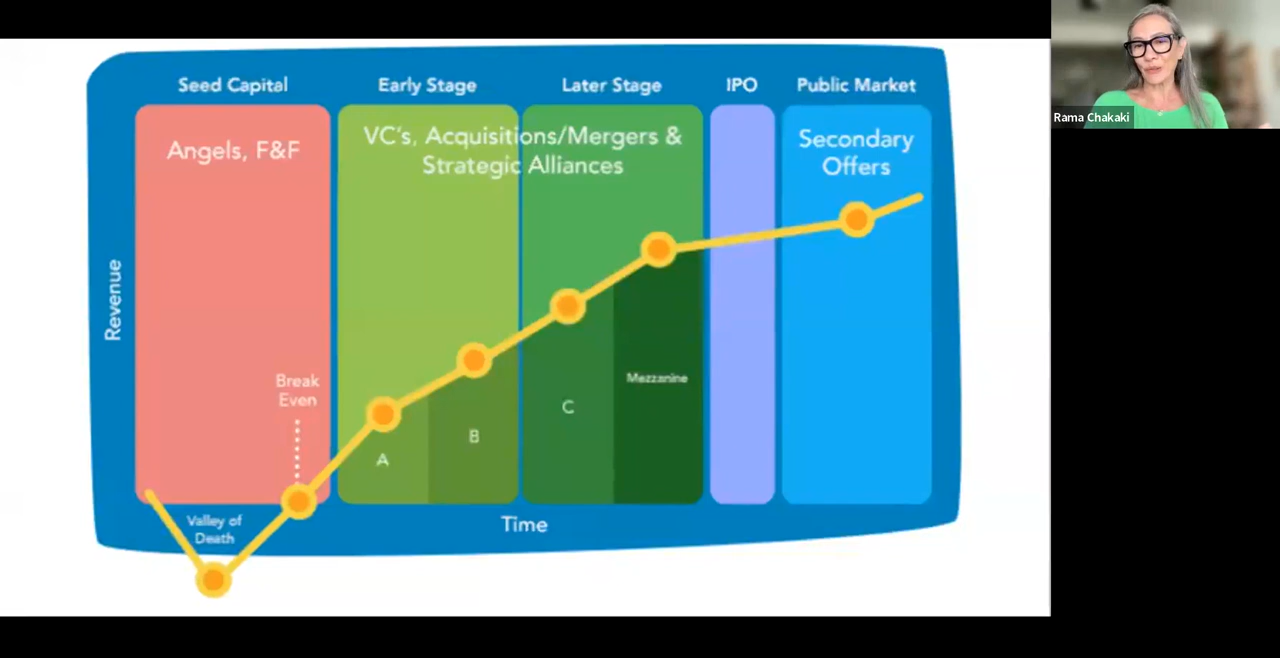 Seed Capital
Early Stage
Later Stage
IPO
Public Market
Angels, F&F
VC's, Acquisitions/Mergers &
Strategic Alliances
Secondary
Offers
Revenue
Break
Even
Mezzanine
C
B
A
Valley of
Death
Time
Rama Chakaki